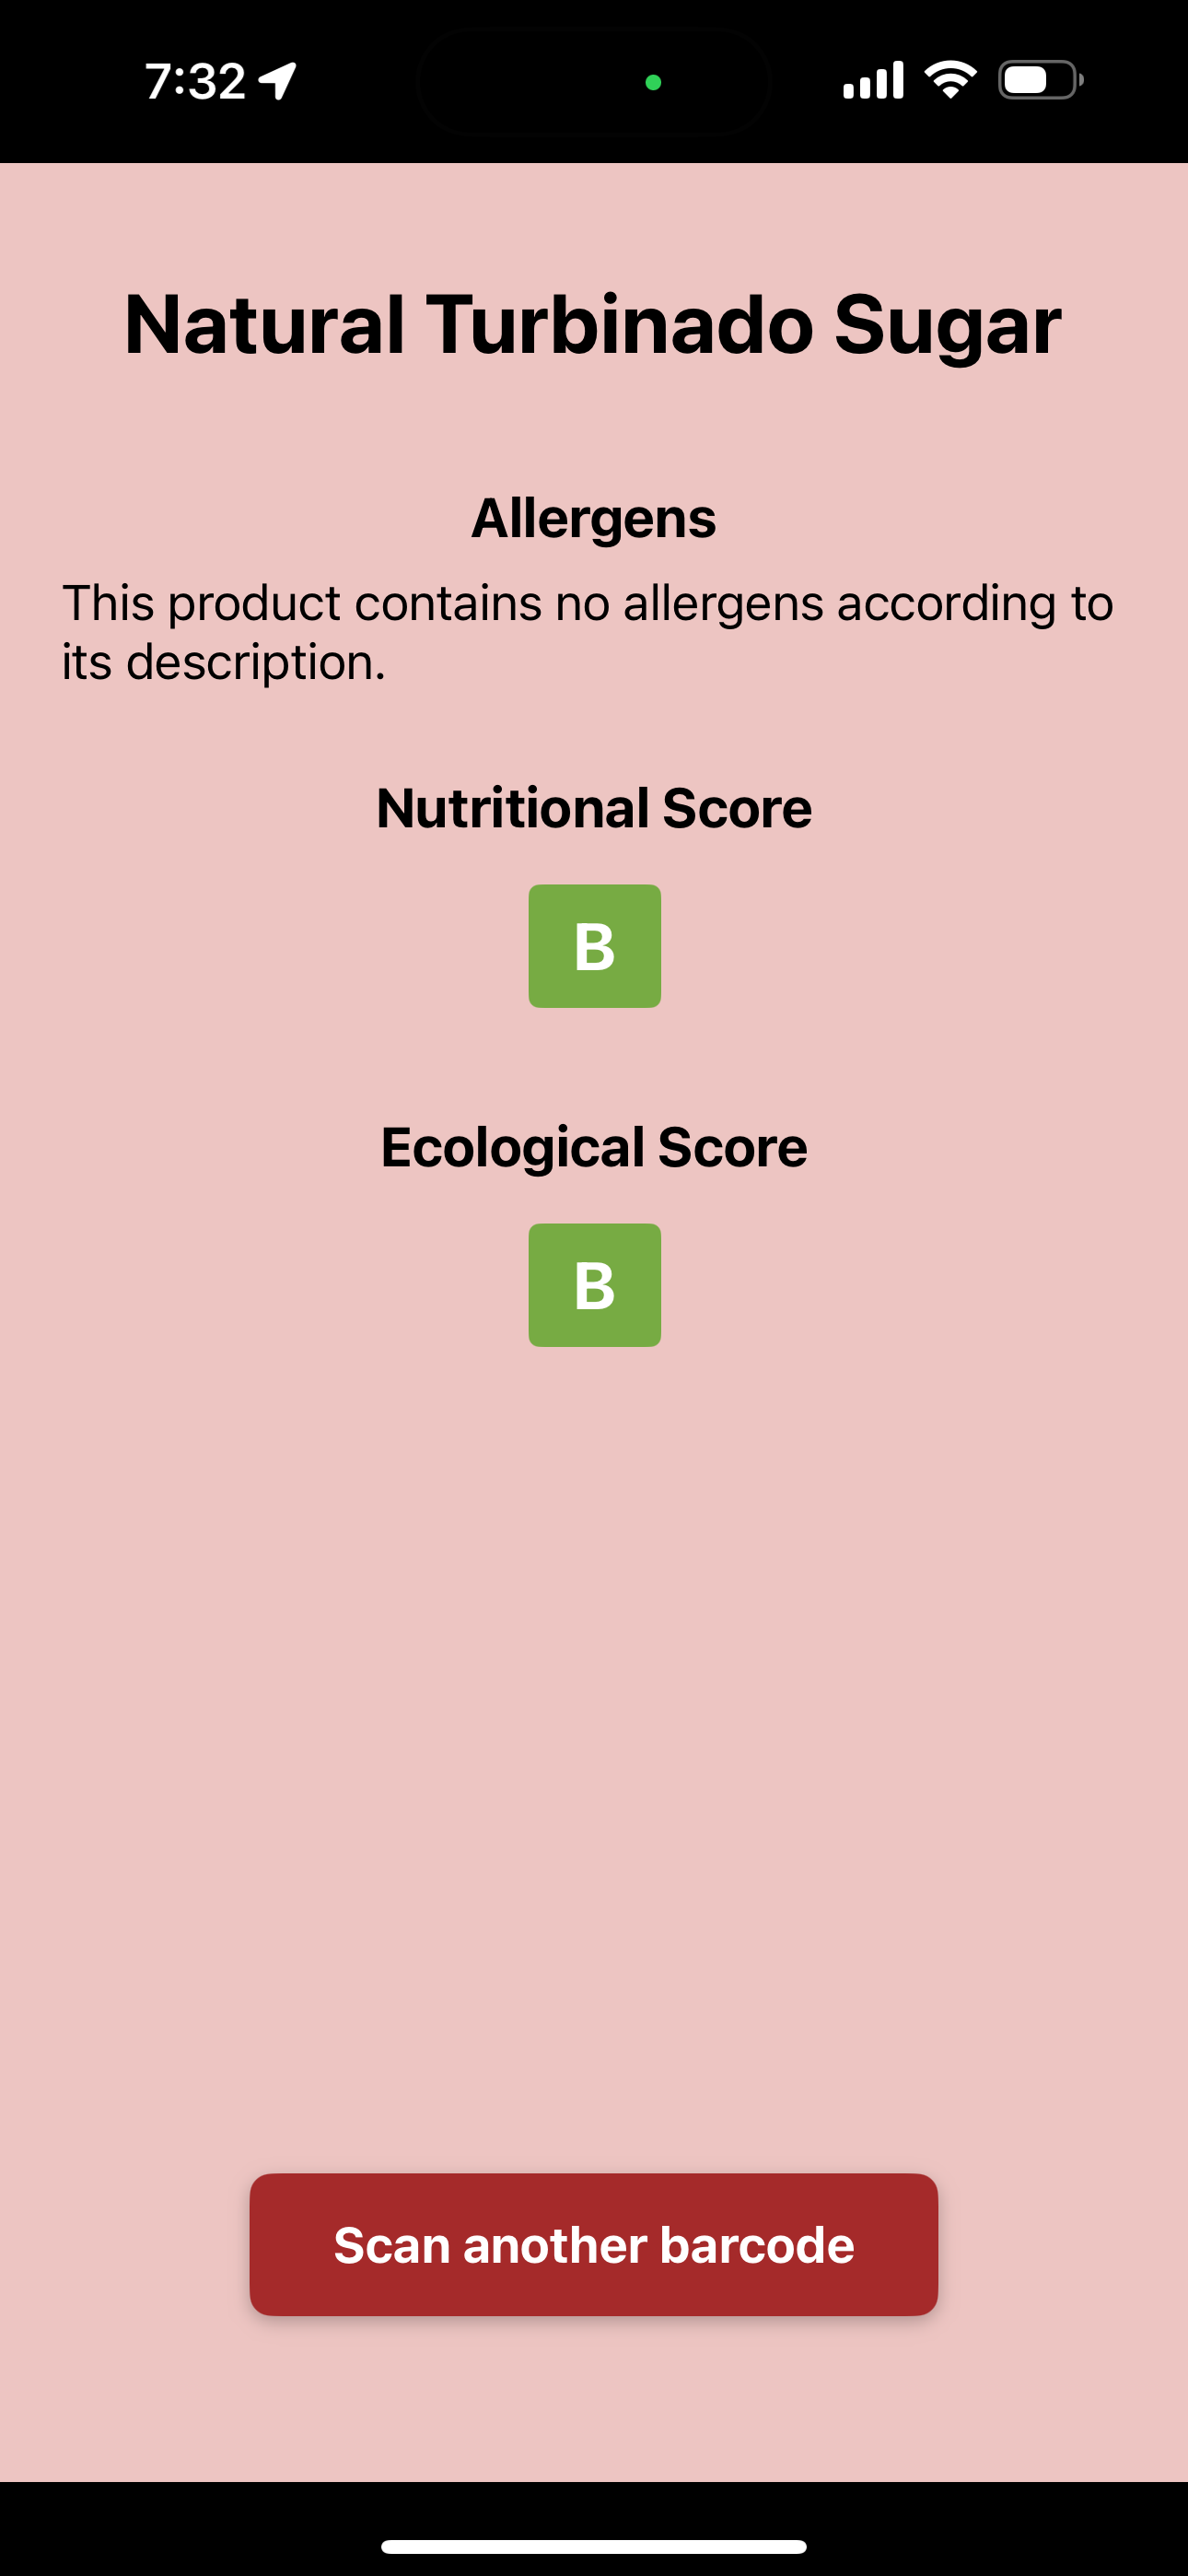 7:32
Natural Turbinado Sugar
Allergens
This product contains no allergens according to
its description.
Nutritional Score
B
Ecological Score
B
Scan another barcode